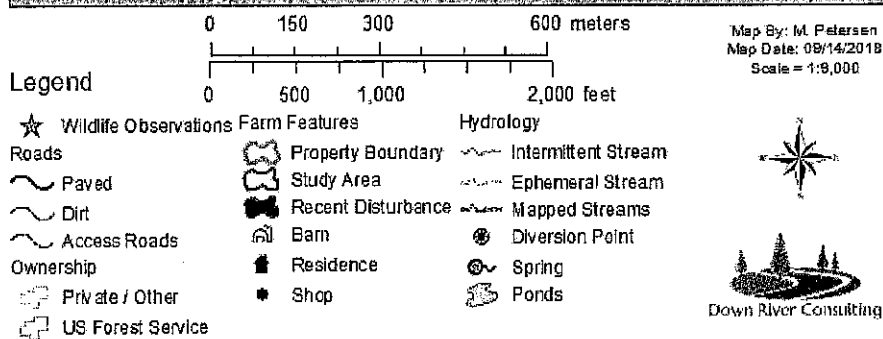 0 150 300 600 meters
Map By: M. Petersen
Map Date: 09/14/2018
Scale = 1:9,000
0 500 1,000 2,000 feet
Legend
Wildlife Observations
Roads
Paved
Dirt
Access Roads
Ownership
Private / Other
US Forest Service
Farm Features
Property Boundary
Study Area
Recent Disturbance
Barn
Residence
Shop
Hydrology
Intermittent Stream
Ephemeral Stream
Mapped Streams
Diversion Point
Spring
Ponds
Down River Consulting